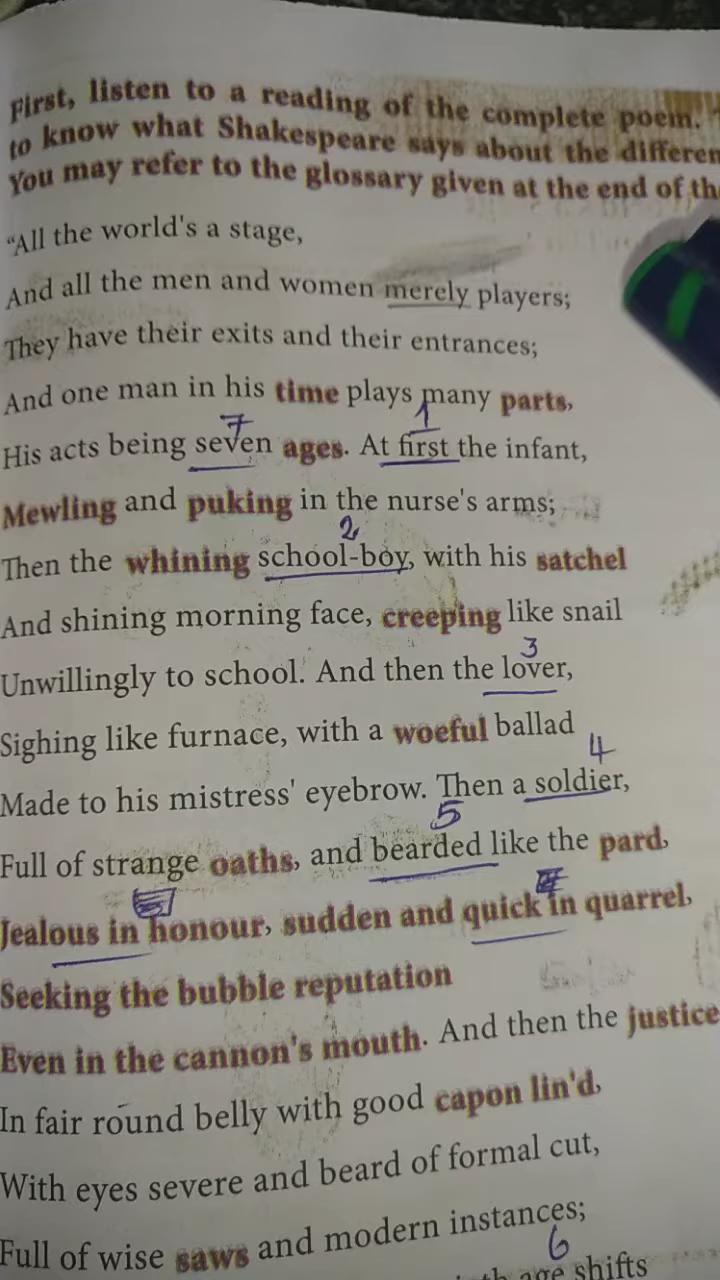 First, listen to a reading of the complete poem.
to know what Shakespeare says about the
You may refer to the glossary given at the end of
“All the world's a stage,
And all the men and women merely players;
They have their exits and their entrances;
And one man in his time plays many parts,
1
7
His acts being seven ages. At first the infant,
Mewling and puking in the nurse's arms;
2
Then the whining school-boy, with his satchel
And shining morning face, creeping like snail
3
Unwillingly to school. And then the lover,
Sighing like furnace, with a woeful ballad
4
Made to his mistress' eyebrow. Then a soldier,
5
Full of strange oaths, and bearded like the pard,
Jealous in honour, sudden and quick in quarrel,
Seeking the bubble reputation
Even in the cannon's mouth. And then the justice
In fair round belly with good capon lin'd,
With eyes severe and beard of formal cut,
Full of wise saws and modern instances;
6
age shifts